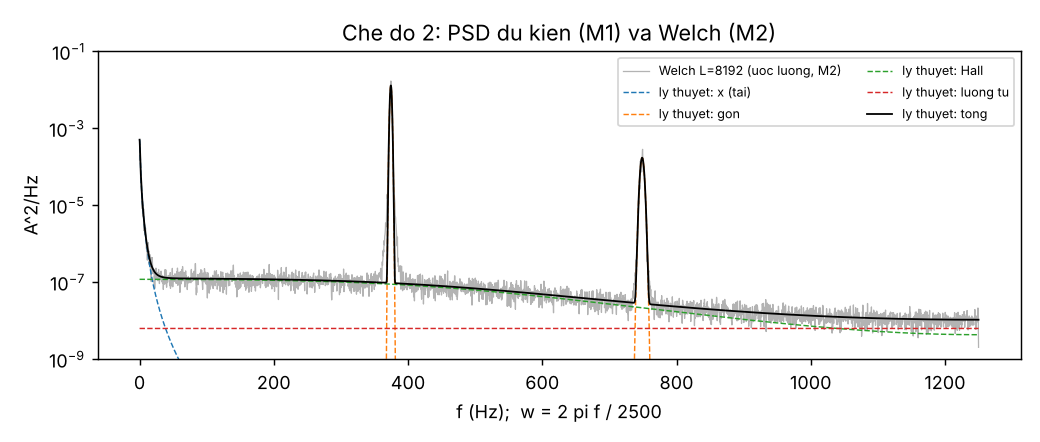 Che do 2: PSD du kien (M1) va Welch (M2)
10⁻¹
10⁻³
10⁻⁵
10⁻⁷
10⁻⁹
A^2/Hz
Welch L=8192 (uoc luong, M2)
ly thuyet: x (tai)
ly thuyet: gon
ly thuyet: Hall
ly thuyet: luong tu
ly thuyet: tong
0 200 400 600 800 1000 1200
f (Hz);  w = 2 pi f / 2500